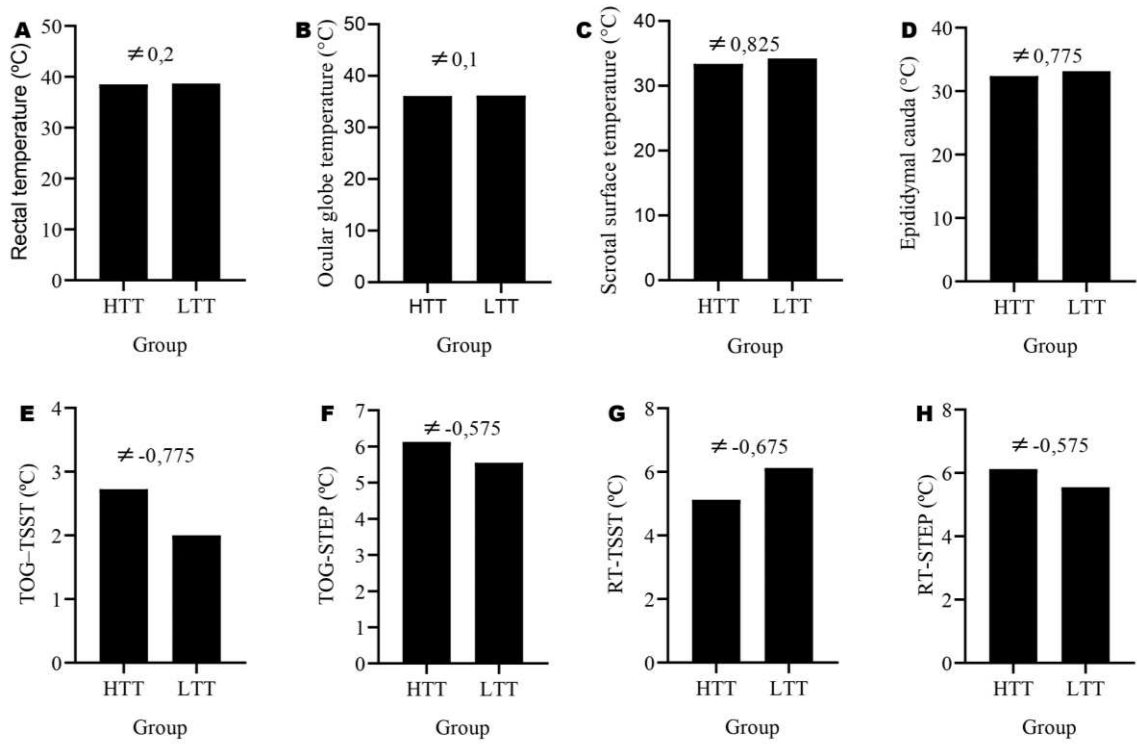 A
Rectal temperature (ºC)
≠ 0,2
50
40
30
20
10
0
HTT LTT
Group
B
Ocular globe temperature (°C)
≠ 0,1
50
40
30
20
10
0
HTT LTT
Group
C
Scrotal surface temperature (°C)
≠ 0,825
40
30
20
10
0
HTT LTT
Group
D
Epididymal cauda (°C)
≠ 0,775
40
30
20
10
0
HTT LTT
Group
E
TOG–TSST (ºC)
≠ -0,775
4
3
2
1
0
HTT LTT
Group
F
TOG-STEP (ºC)
≠ -0,575
7
6
5
4
3
2
1
0
HTT LTT
Group
G
RT-TSST (ºC)
≠ -0,675
8
6
4
2
0
HTT LTT
Group
H
RT-STEP (ºC)
≠ -0,575
8
6
4
2
0
HTT LTT
Group